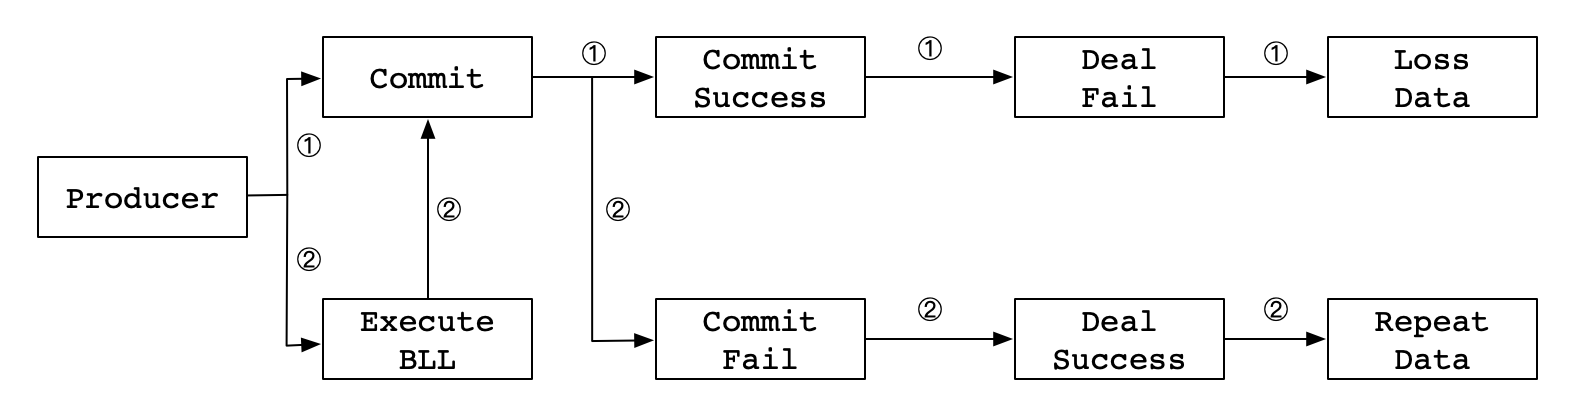 Producer
①
②
Commit
②
Execute
BLL
①
②
Commit
Success
①
Deal
Fail
①
Loss
Data
Commit
Fail
②
Deal
Success
②
Repeat
Data